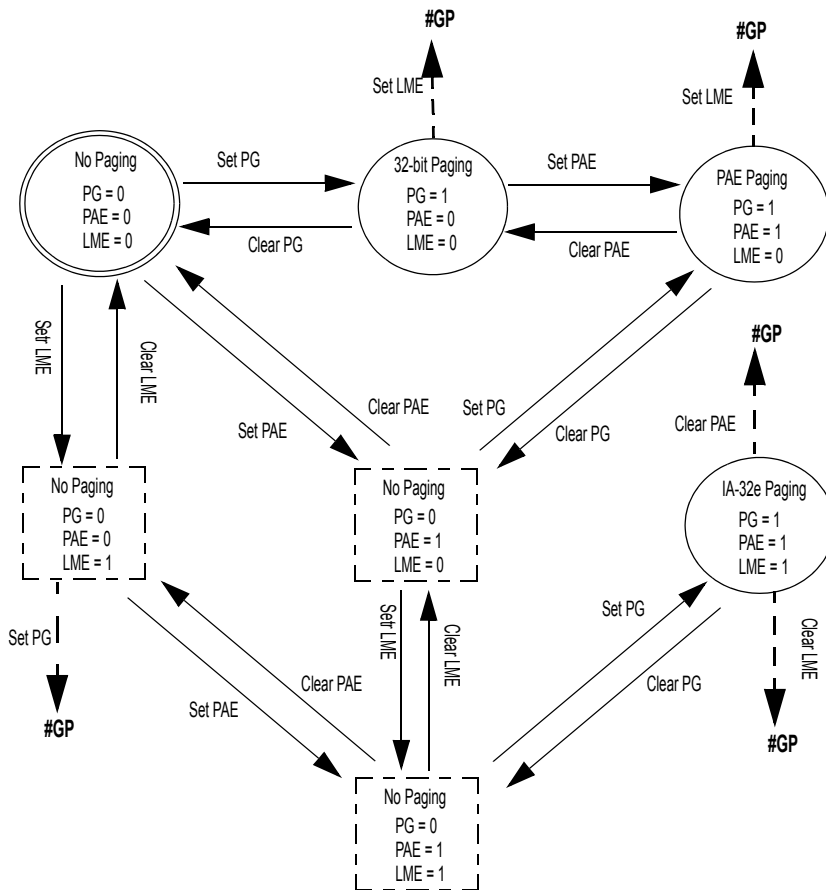 #GP
#GP
Set LME
Set LME
No Paging
PG = 0
PAE = 0
LME = 0
Set PG
Clear PG
32-bit Paging
PG = 1
PAE = 0
LME = 0
Set PAE
Clear PAE
PAE Paging
PG = 1
PAE = 1
LME = 0
Setr LME
Clear LME
Set PAE
Clear PAE
Set PG
Clear PG
#GP
Clear PAE
No Paging
PG = 0
PAE = 0
LME = 1
No Paging
PG = 0
PAE = 1
LME = 0
IA-32e Paging
PG = 1
PAE = 1
LME = 1
Set PG
#GP
Set PAE
Clear PAE
Setr LME
Clear LME
Set PG
Clear PG
Clear LME
#GP
No Paging
PG = 0
PAE = 1
LME = 1